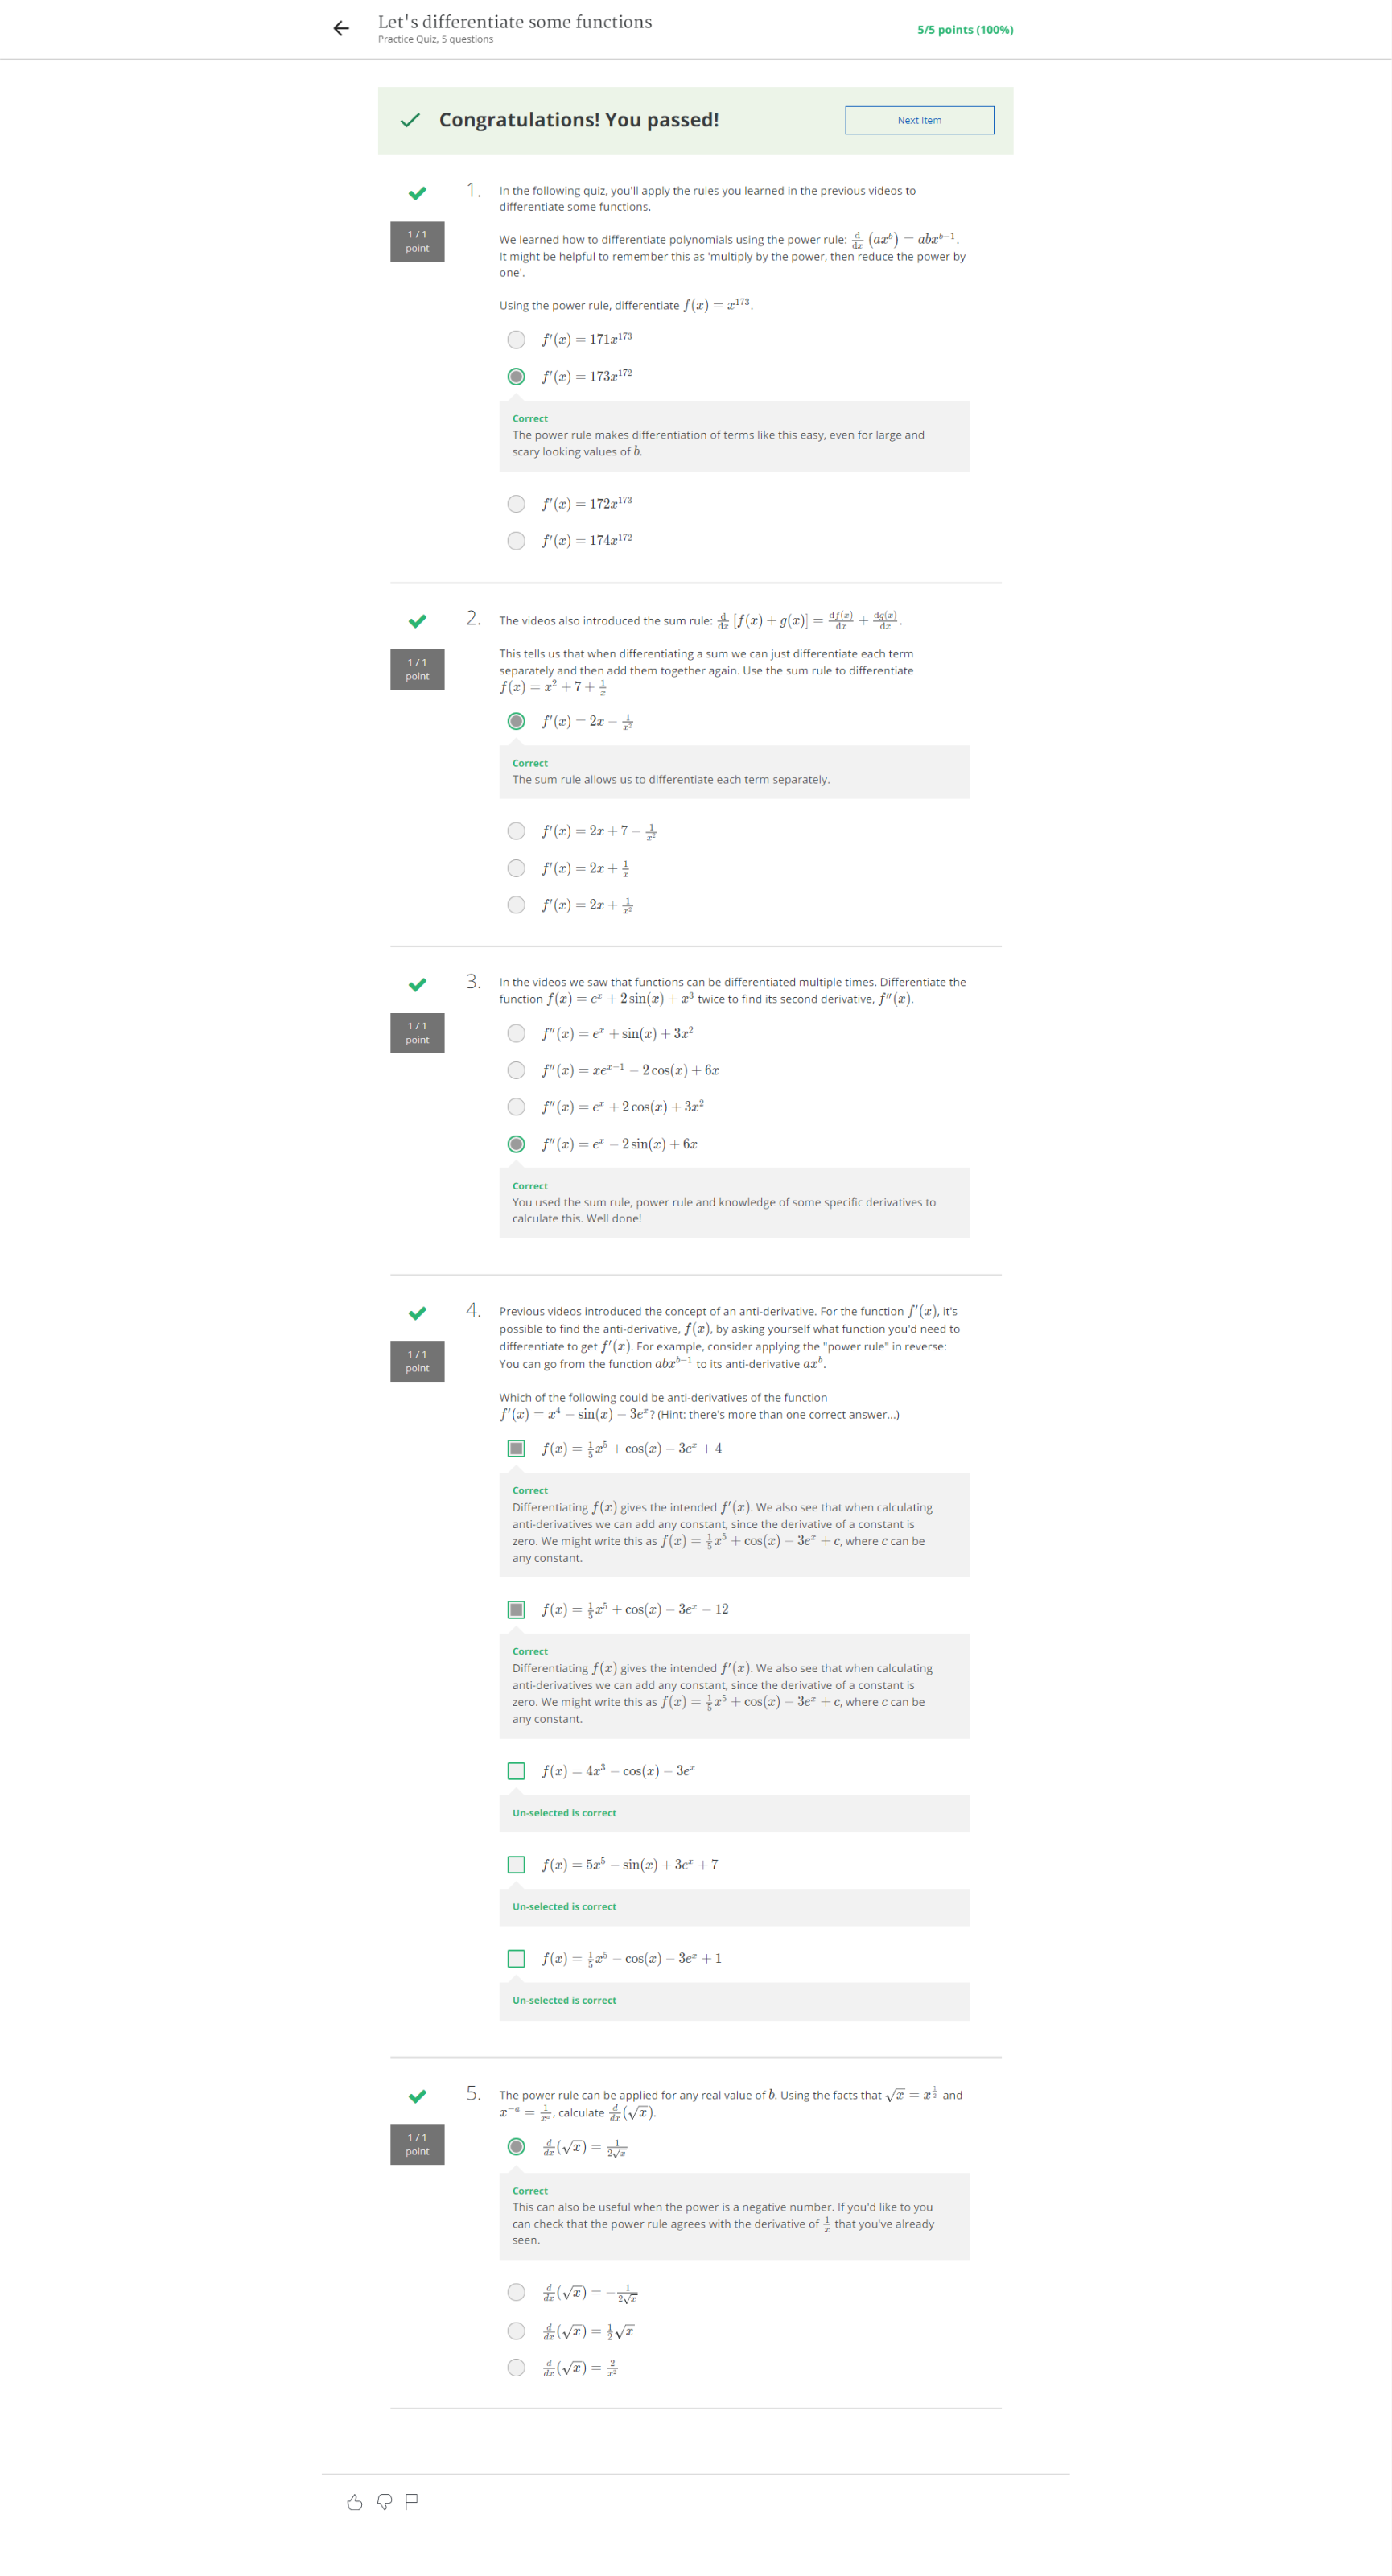 Let's differentiate some functions
Practice Quiz, 5 questions
5/5 points (100%)
Congratulations! You passed!
Next Item
1.
1 / 1
point
In the following quiz, you'll apply the rules you learned in the previous videos to
differentiate some functions.
We learned how to differentiate polynomials using the power rule: $\frac{d}{dx}(ax^b) = abx^{b-1}$.
It might be helpful to remember this as 'multiply by the power, then reduce the power by
one'.
Using the power rule, differentiate $f(x) = x^{173}$.
$f'(x) = 171x^{173}$
$f'(x) = 173x^{172}$
Correct
The power rule makes differentiation of terms like this easy, even for large and
scary looking values of $b$.
$f'(x) = 172x^{173}$
$f'(x) = 174x^{172}$
2.
1 / 1
point
The videos also introduced the sum rule: $\frac{d}{dx}[f(x) + g(x)] = \frac{df(x)}{dx} + \frac{dg(x)}{dx}$.
This tells us that when differentiating a sum we can just differentiate each term
separately and then add them together again. Use the sum rule to differentiate
$f(x) = x^2 + 7 + \frac{1}{x}$
$f'(x) = 2x - \frac{1}{x^2}$
Correct
The sum rule allows us to differentiate each term separately.
$f'(x) = 2x + 7 - \frac{1}{x^2}$
$f'(x) = 2x + \frac{1}{x}$
$f'(x) = 2x + \frac{1}{x^2}$
3.
1 / 1
point
In the videos we saw that functions can be differentiated multiple times. Differentiate the
function $f(x) = e^x + 2\sin(x) + x^3$ twice to find its second derivative, $f''(x)$.
$f''(x) = e^x + \sin(x) + 3x^2$
$f''(x) = xe^{x-1} - 2\cos(x) + 6x$
$f''(x) = e^x + 2\cos(x) + 3x^2$
$f''(x) = e^x - 2\sin(x) + 6x$
Correct
You used the sum rule, power rule and knowledge of some specific derivatives to
calculate this. Well done!
4.
1 / 1
point
Previous videos introduced the concept of an anti-derivative. For the function $f'(x)$, it's
possible to find the anti-derivative, $f(x)$, by asking yourself what function you'd need to
differentiate to get $f'(x)$. For example, consider applying the "power rule" in reverse:
You can go from the function $abx^{b-1}$ to its anti-derivative $ax^b$.
Which of the following could be anti-derivatives of the function
$f'(x) = x^4 - \sin(x) - 3e^x$? (Hint: there's more than one correct answer...)
$f(x) = \frac{1}{5}x^5 + \cos(x) - 3e^x + 4$
Correct
Differentiating $f(x)$ gives the intended $f'(x)$. We also see that when calculating
anti-derivatives we can add any constant, since the derivative of a constant is
zero. We might write this as $f(x) = \frac{1}{5}x^5 + \cos(x) - 3e^x + c$, where $c$ can be
any constant.
$f(x) = \frac{1}{5}x^5 + \cos(x) - 3e^x - 12$
Correct
Differentiating $f(x)$ gives the intended $f'(x)$. We also see that when calculating
anti-derivatives we can add any constant, since the derivative of a constant is
zero. We might write this as $f(x) = \frac{1}{5}x^5 + \cos(x) - 3e^x + c$, where $c$ can be
any constant.
$f(x) = 4x^3 - \cos(x) - 3e^x$
Un-selected is correct
$f(x) = 5x^5 - \sin(x) + 3e^x + 7$
Un-selected is correct
$f(x) = \frac{1}{5}x^5 - \cos(x) - 3e^x + 1$
Un-selected is correct
5.
1 / 1
point
The power rule can be applied for any real value of $b$. Using the facts that $\sqrt{x} = x^{\frac{1}{2}}$ and
$x^{-a} = \frac{1}{x^a}$, calculate $\frac{d}{dx}(\sqrt{x})$.
$\frac{d}{dx}(\sqrt{x}) = \frac{1}{2\sqrt{x}}$
Correct
This can also be useful when the power is a negative number. If you'd like to you
can check that the power rule agrees with the derivative of $\frac{1}{x}$ that you've already
seen.
$\frac{d}{dx}(\sqrt{x}) = -\frac{1}{2\sqrt{x}}$
$\frac{d}{dx}(\sqrt{x}) = \frac{1}{2}\sqrt{x}$
$\frac{d}{dx}(\sqrt{x}) = \frac{2}{x^2}$